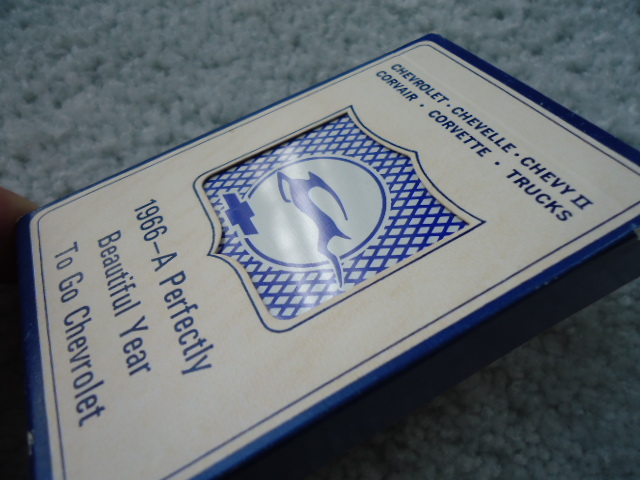 CHEVROLET · CHEVELLE · CHEVY II
CORVAIR · CORVETTE · TRUCKS
1966—A Perfectly
Beautiful Year
To Go Chevrolet